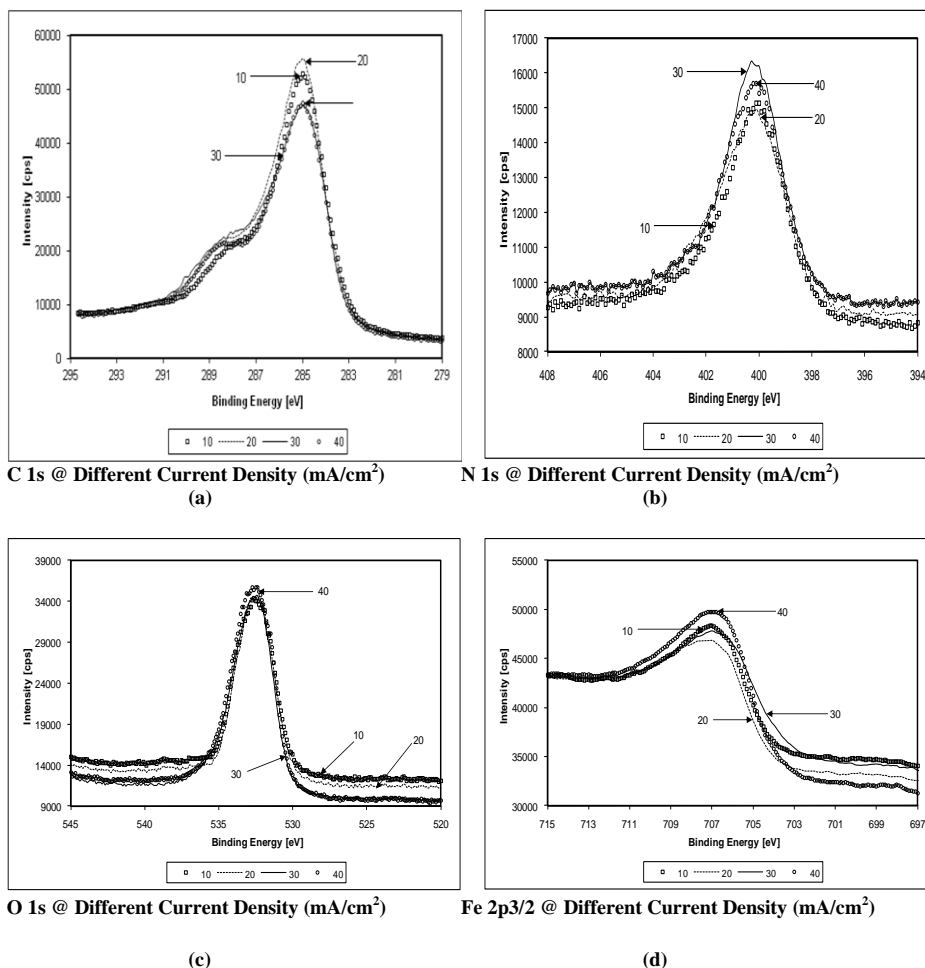 60000
50000
40000
30000
20000
10000
0
Intensity [cps]
20
10
30
295 293 291 289 287 285 283 281 279
Binding Energy [eV]
10 20 30 40
C 1s @ Different Current Density (mA/cm²)
(a)
17000
16000
15000
14000
13000
12000
11000
10000
9000
8000
Intensity [cps]
30
40
20
10
408 406 404 402 400 398 396 394
Binding Energy [eV]
10 20 30 40
N 1s @ Different Current Density (mA/cm²)
(b)
39000
34000
29000
24000
19000
14000
9000
Intensity [cps]
40
10
20
30
545 540 535 530 525 520
Binding Energy [eV]
10 20 30 40
O 1s @ Different Current Density (mA/cm²)
(c)
55000
50000
45000
40000
35000
30000
Intensity [cps]
40
10
30
20
715 713 711 709 707 705 703 701 699 697
Binding Energy [eV]
10 20 30 40
Fe 2p3/2 @ Different Current Density (mA/cm²)
(d)